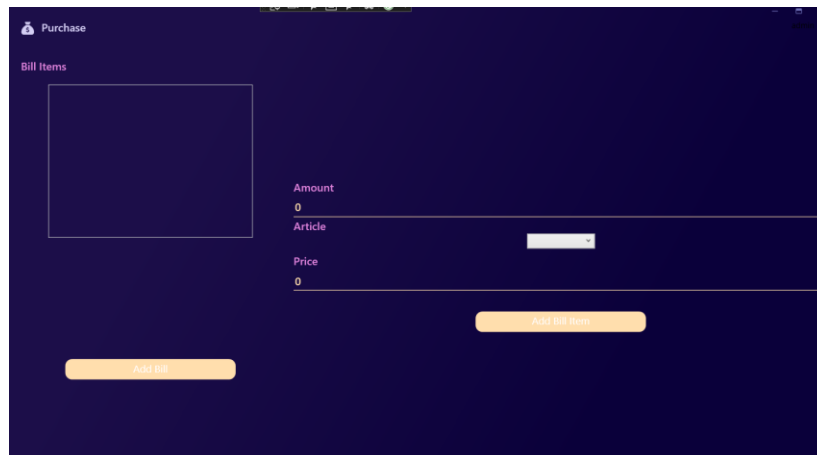 Purchase
Bill Items
Amount
0
Article
Price
0
Add Bill Item
Add Bill